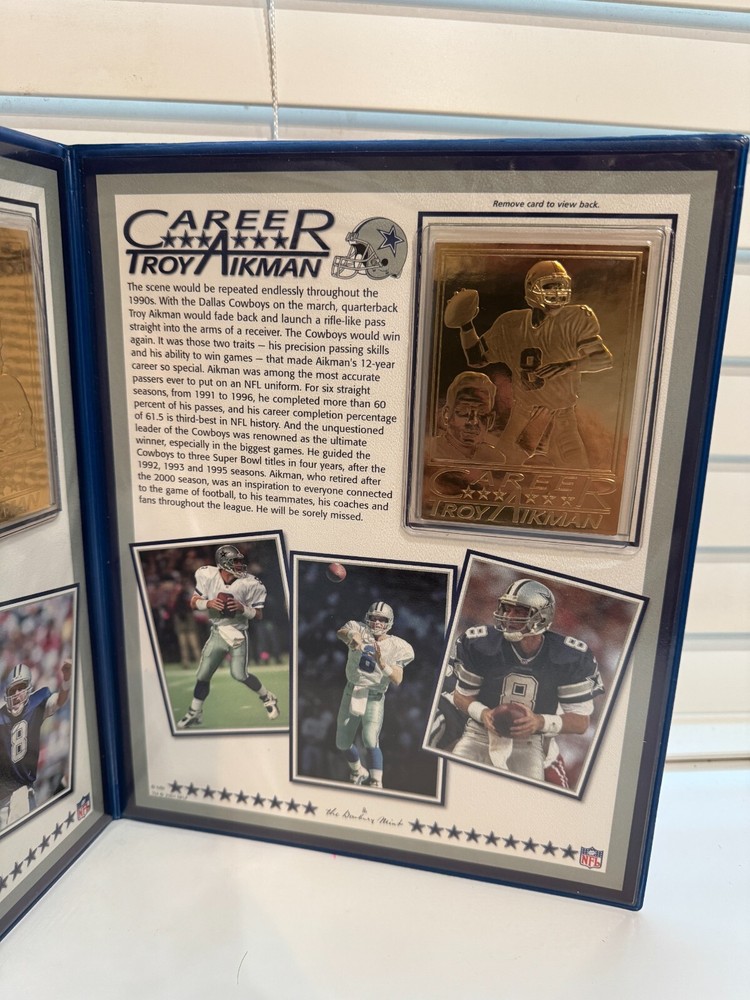 Remove card to view back.
CAREER
TROY AIKMAN
The scene would be repeated endlessly throughout the
1990s. With the Dallas Cowboys on the march, quarterback
Troy Aikman would fade back and launch a rifle-like pass
straight into the arms of a receiver. The Cowboys would win
again. It was those two traits — his precision passing skills
and his ability to win games — that made Aikman's 12-year
career so special. Aikman was among the most accurate
passers ever to put on an NFL uniform. For six straight
seasons, from 1991 to 1996, he completed more than 60
percent of his passes, and his career completion percentage
of 61.5 is third-best in NFL history. And the unquestioned
leader of the Cowboys was renowned as the ultimate
winner, especially in the biggest games. He guided the
Cowboys to three Super Bowl titles in four years, after the
1992, 1993 and 1995 seasons. Aikman, who retired after
the 2000 season, was an inspiration to everyone connected
to the game of football, to his teammates, his coaches and
fans throughout the league. He will be sorely missed.
8
CAREER
TROY AIKMAN
8
8
8
8
the Danbury Mint
NFL
NFL